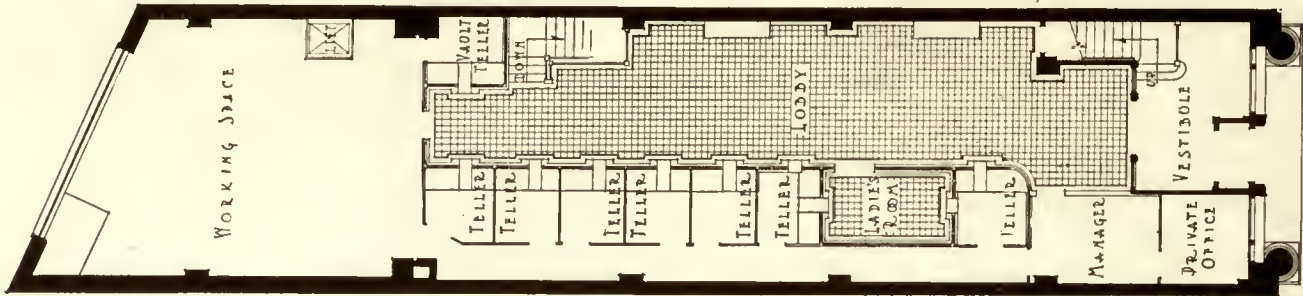 WORKING SPACE
LIFT
VAULT
TELLER
DOWN
LOBBY
UP
VESTIBULE
TELLER
TELLER
TELLER
TELLER
TELLER
TELLER
LADIE'S
ROOM
TELLER
MANAGER
PRIVATE
OFFICE